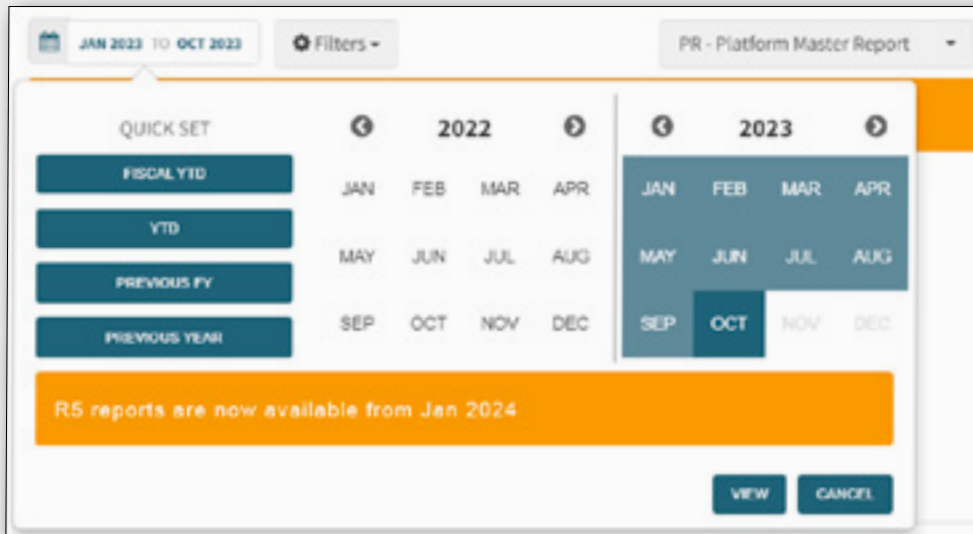 JAN 2023 TO OCT 2023
Filters
PR - Platform Master Report
QUICK SET
FISCAL YTD
YTD
PREVIOUS FY
PREVIOUS YEAR
2022
JAN FEB MAR APR
MAY JUN JUL AUG
SEP OCT NOV DEC
2023
JAN FEB MAR APR
MAY JUN JUL AUG
SEP OCT NOV DEC
R5 reports are now available from Jan 2024
VIEW CANCEL